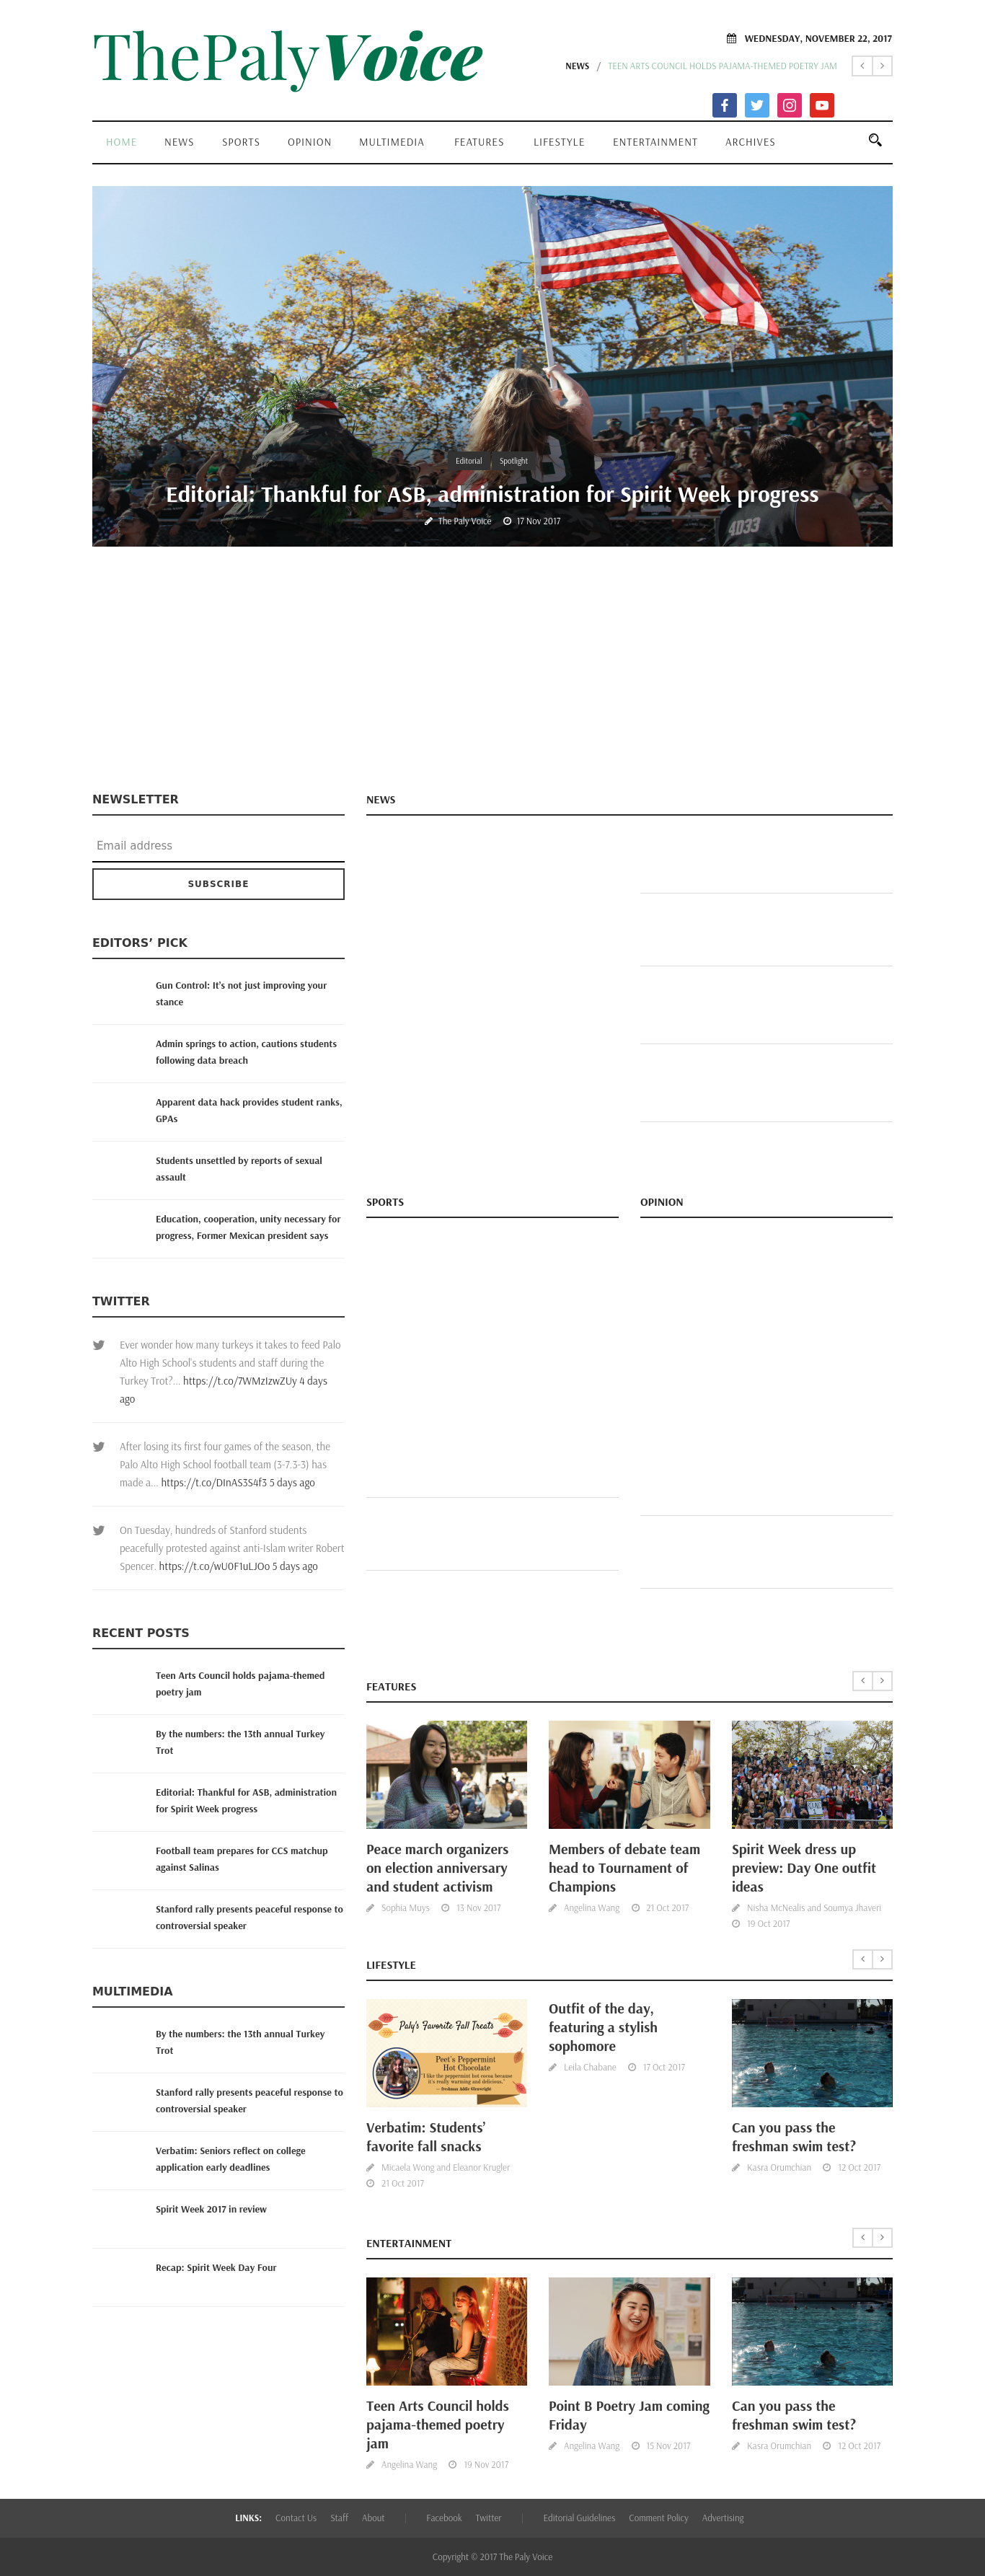 ThePalyVoice
WEDNESDAY, NOVEMBER 22, 2017
NEWS / TEEN ARTS COUNCIL HOLDS PAJAMA-THEMED POETRY JAM
HOME NEWS SPORTS OPINION MULTIMEDIA FEATURES LIFESTYLE ENTERTAINMENT ARCHIVES
Editorial Spotlight
Editorial: Thankful for ASB, administration for Spirit Week progress
The Paly Voice 17 Nov 2017
NEWSLETTER
Email address
SUBSCRIBE
EDITORS’ PICK
Gun Control: It’s not just improving your
stance
Admin springs to action, cautions students
following data breach
Apparent data hack provides student ranks,
GPAs
Students unsettled by reports of sexual
assault
Education, cooperation, unity necessary for
progress, Former Mexican president says
TWITTER
Ever wonder how many turkeys it takes to feed Palo
Alto High School’s students and staff during the
Turkey Trot?... https://t.co/7WMzIzwZUy 4 days
ago
After losing its first four games of the season, the
Palo Alto High School football team (3-7.3-3) has
made a... https://t.co/DInAS3S4f3 5 days ago
On Tuesday, hundreds of Stanford students
peacefully protested against anti-Islam writer Robert
Spencer. https://t.co/wU0F1uLJOo 5 days ago
RECENT POSTS
Teen Arts Council holds pajama-themed
poetry jam
By the numbers: the 13th annual Turkey
Trot
Editorial: Thankful for ASB, administration
for Spirit Week progress
Football team prepares for CCS matchup
against Salinas
Stanford rally presents peaceful response to
controversial speaker
MULTIMEDIA
By the numbers: the 13th annual Turkey
Trot
Stanford rally presents peaceful response to
controversial speaker
Verbatim: Seniors reflect on college
application early deadlines
Spirit Week 2017 in review
Recap: Spirit Week Day Four
NEWS
SPORTS
OPINION
FEATURES
Peace march organizers
on election anniversary
and student activism
Sophia Muys 13 Nov 2017
Members of debate team
head to Tournament of
Champions
Angelina Wang 21 Oct 2017
Spirit Week dress up
preview: Day One outfit
ideas
Nisha McNealis and Soumya Jhaveri
19 Oct 2017
LIFESTYLE
Paly's Favorite Fall Treats
Peet's Peppermint
Hot Chocolate
"I like the peppermint hot cocoa because
it's really warming and delicious."
— freshman Addie Glenwright
Verbatim: Students’
favorite fall snacks
Micaela Wong and Eleanor Krugler
21 Oct 2017
Outfit of the day,
featuring a stylish
sophomore
Leila Chabane 17 Oct 2017
Can you pass the
freshman swim test?
Kasra Orumchian 12 Oct 2017
ENTERTAINMENT
Teen Arts Council holds
pajama-themed poetry
jam
Angelina Wang 19 Nov 2017
Point B Poetry Jam coming
Friday
Angelina Wang 15 Nov 2017
Can you pass the
freshman swim test?
Kasra Orumchian 12 Oct 2017
LINKS: Contact Us Staff About | Facebook Twitter | Editorial Guidelines Comment Policy Advertising
Copyright © 2017 The Paly Voice